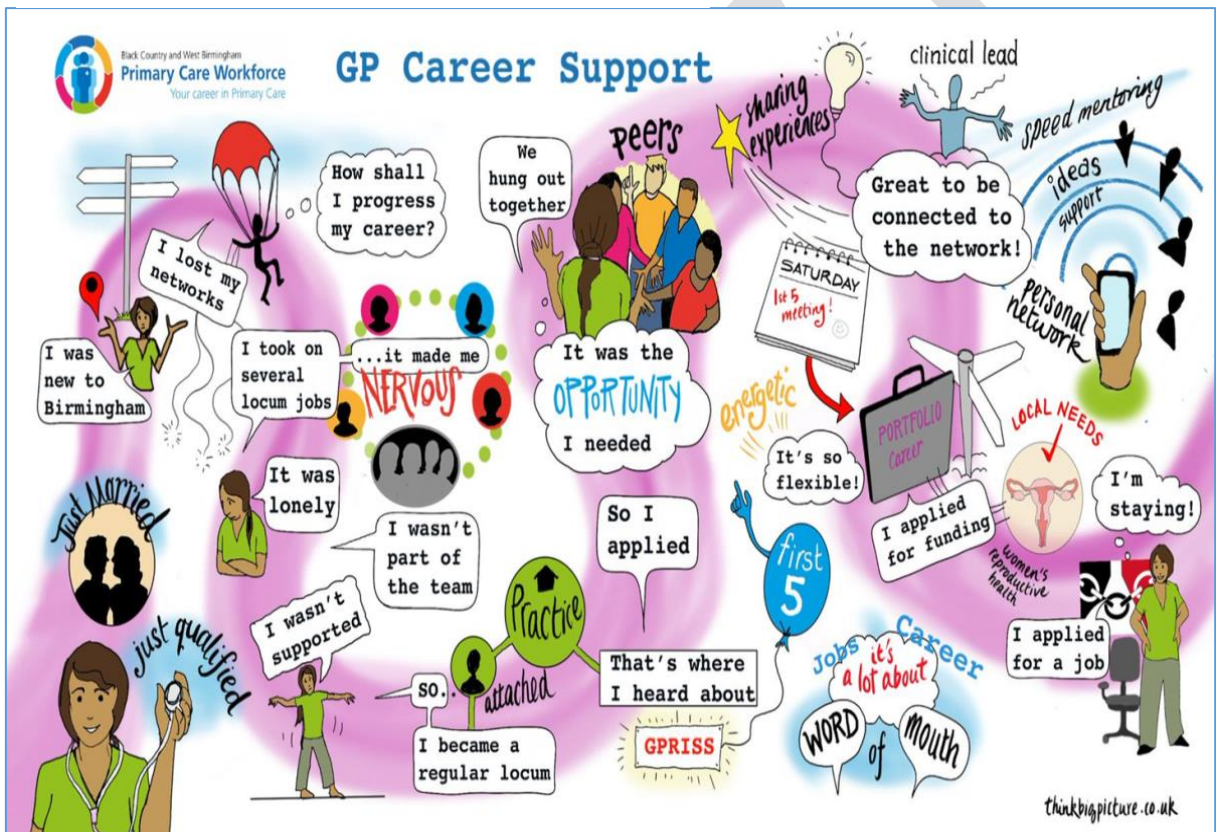 Black Country and West Birmingham
Primary Care Workforce
Your career in Primary Care
GP Career Support
just qualified
Just Married
I was
new to
Birmingham
I lost my
networks
How shall
I progress
my career?
I took on
several
locum jobs
...it made me
NERVOUS
It was
lonely
I wasn't
part of
the team
I wasn't
supported
SO..
I became a
regular locum
attached
Practice
That's where
I heard about
GPRISS
So I
applied
We
hung out
together
peers
It was the
OPPORTUNITY
I needed
sharing
experiences
clinical lead
Great to be
connected to
the network!
speed mentoring
ideas
support
personal
network
SATURDAY
1st 5
meeting!
energetic
It's so
flexible!
first
5
PORTFOLIO
Career
I applied
for funding
LOCAL NEEDS
women's
reproductive
health
Jobs Career
it's
a lot about
WORD
of
mouth
I'm
staying!
I applied
for a job
thinkbigpicture.co.uk